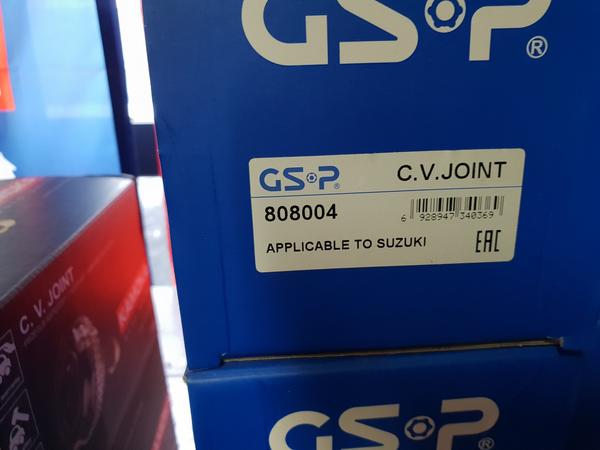 GSP®
GSP® C.V.JOINT
808004
6 928947 340369
APPLICABLE TO SUZUKI
EAC
C.V. JOINT
GSP®